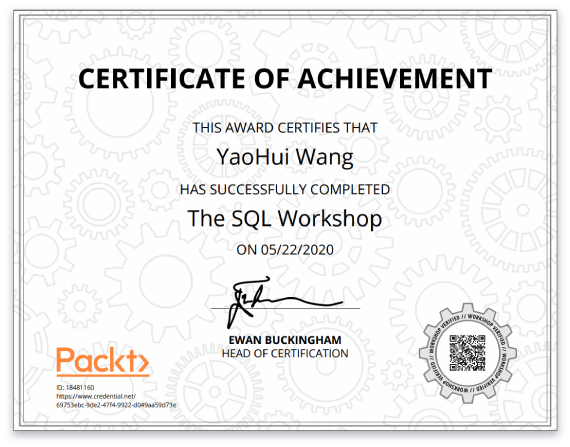 CERTIFICATE OF ACHIEVEMENT
THIS AWARD CERTIFIES THAT
YaoHui Wang
HAS SUCCESSFULLY COMPLETED
The SQL Workshop
ON 05/22/2020
EWAN BUCKINGHAM
HEAD OF CERTIFICATION
Packt>
ID: 18481160
https://www.credential.net/
69753ebc-9de2-47f4-9922-d049aa59d73e
WORKSHOP VERIFIED // WORKSHOP VERIFIED // WORKSHOP VERIFIED // WORKSHOP VERIFIED //